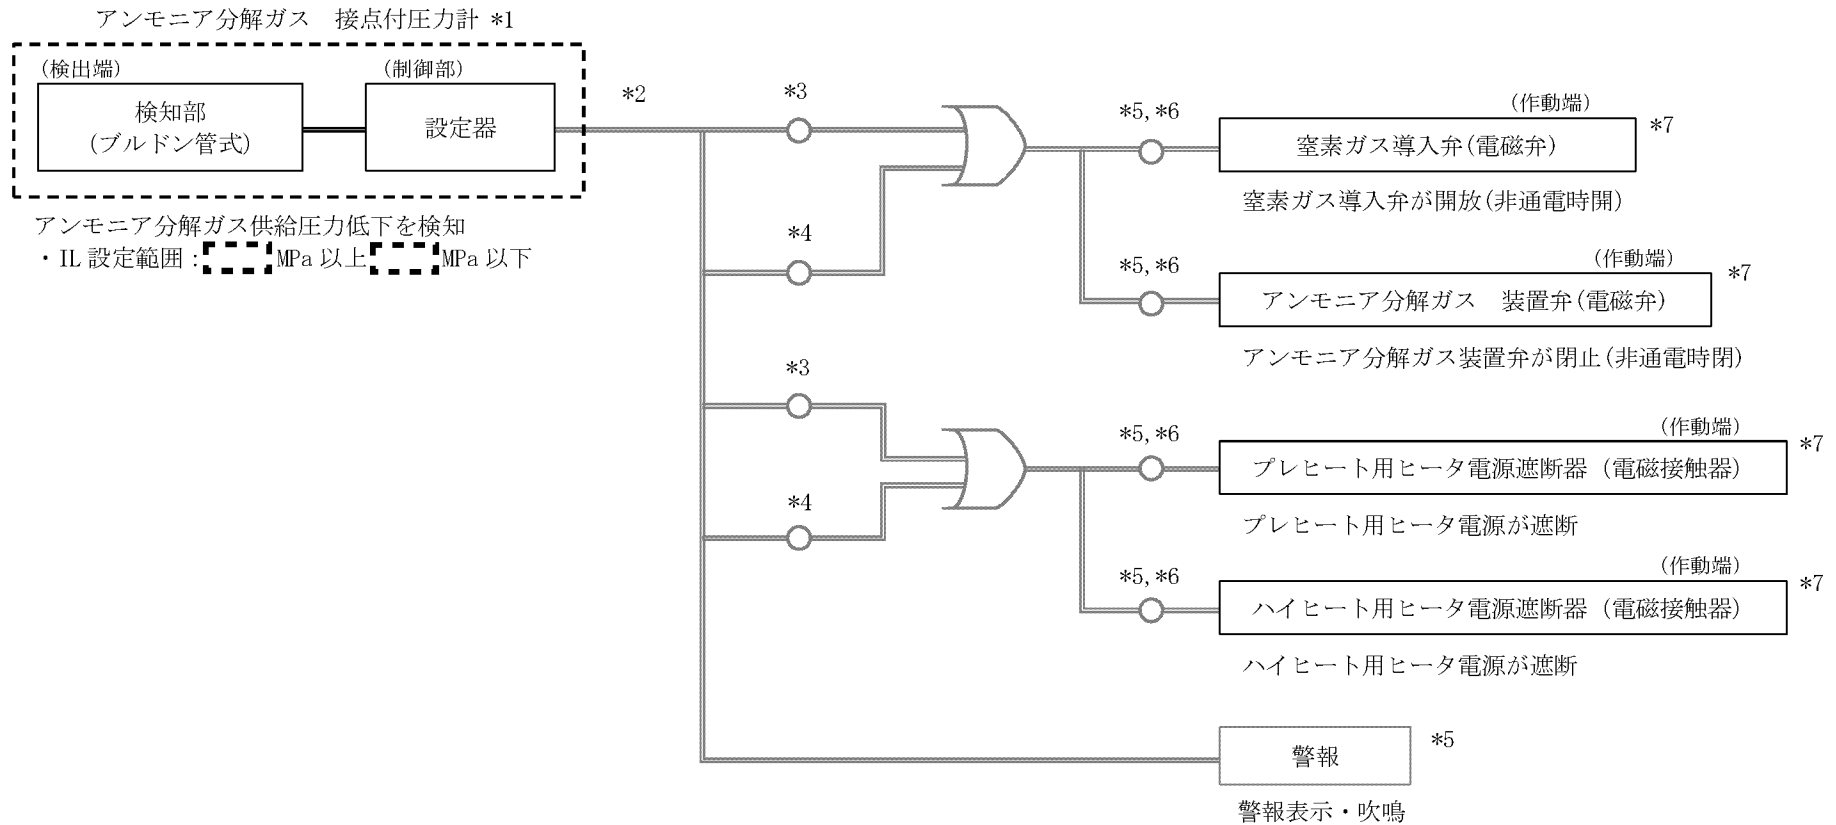 アンモニア分解ガス　接点付圧力計 *1
(検出端)
(制御部)
検知部
(ブルドン管式)
設定器
*2
アンモニア分解ガス供給圧力低下を検知
・IL 設定範囲：　　MPa 以上　　MPa 以下
*3
*4
*5, *6
(作動端)
窒素ガス導入弁(電磁弁)
*7
窒素ガス導入弁が開放(非通電時開)
*5, *6
(作動端)
アンモニア分解ガス　装置弁(電磁弁)
*7
アンモニア分解ガス装置弁が閉止(非通電時閉)
*3
*4
*5, *6
(作動端)
プレヒート用ヒータ電源遮断器 (電磁接触器)
*7
プレヒート用ヒータ電源が遮断
*5, *6
(作動端)
ハイヒート用ヒータ電源遮断器 (電磁接触器)
*7
ハイヒート用ヒータ電源が遮断
警報
*5
警報表示・吹鳴